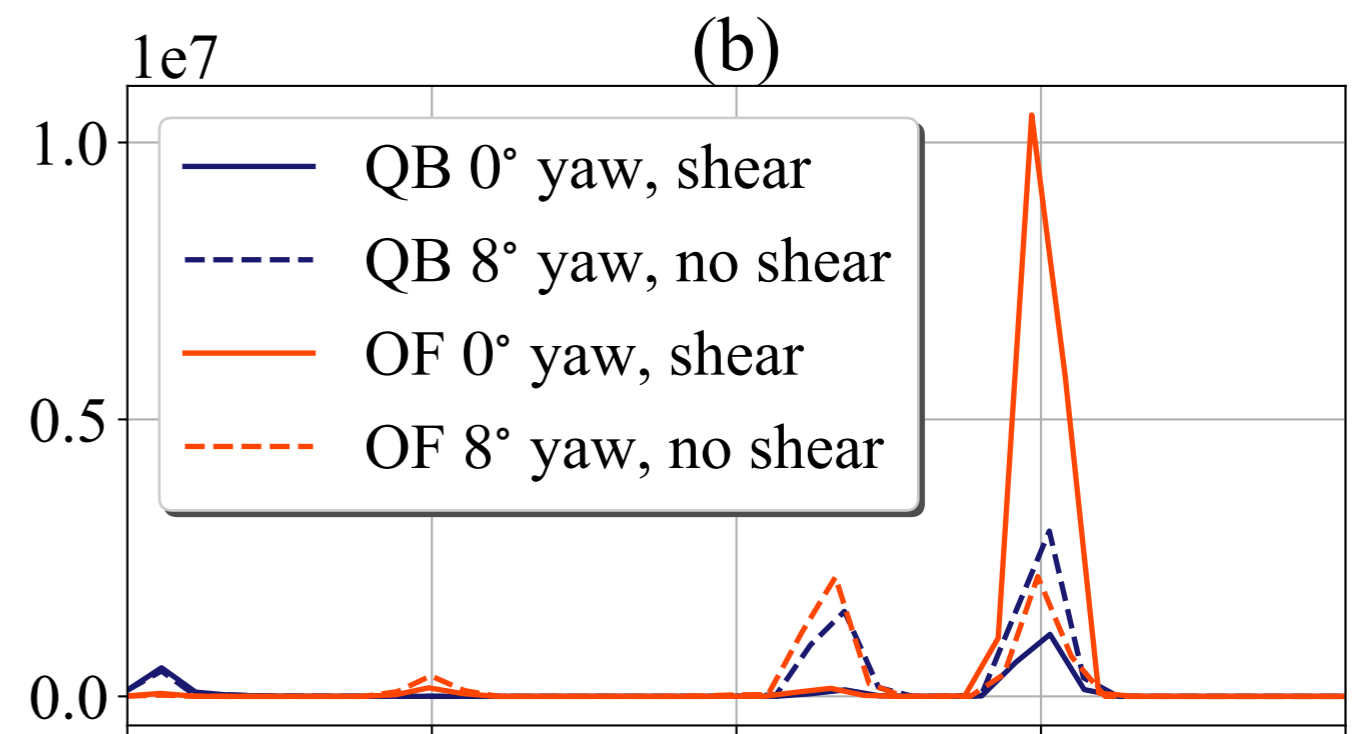 (b)
1e7
1.0
QB 0° yaw, shear
QB 8° yaw, no shear
OF 0° yaw, shear
0.5
OF 8° yaw, no shear
0.0